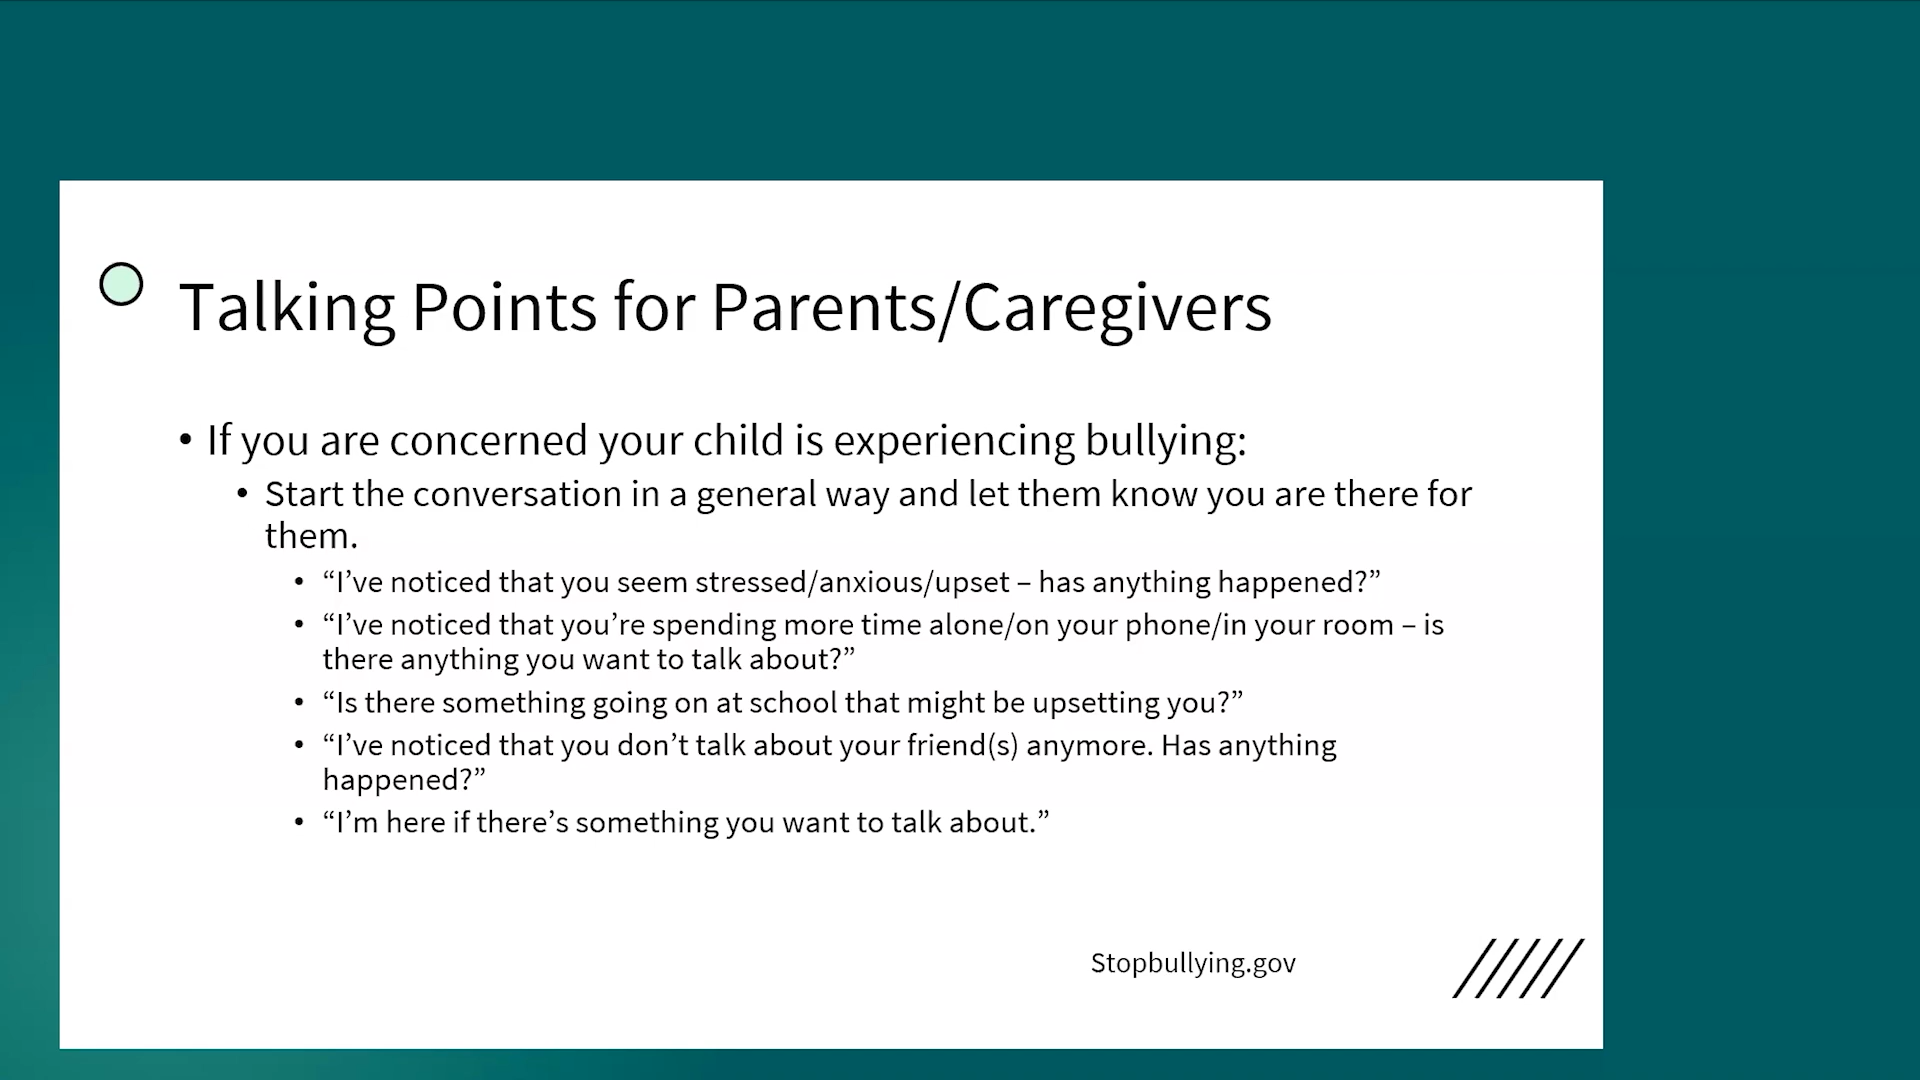 Talking Points for Parents/Caregivers
• If you are concerned your child is experiencing bullying:
• Start the conversation in a general way and let them know you are there for
them.
• “I’ve noticed that you seem stressed/anxious/upset – has anything happened?”
• “I’ve noticed that you’re spending more time alone/on your phone/in your room – is
there anything you want to talk about?”
• “Is there something going on at school that might be upsetting you?”
• “I’ve noticed that you don’t talk about your friend(s) anymore. Has anything
happened?”
• “I’m here if there’s something you want to talk about.”
Stopbullying.gov